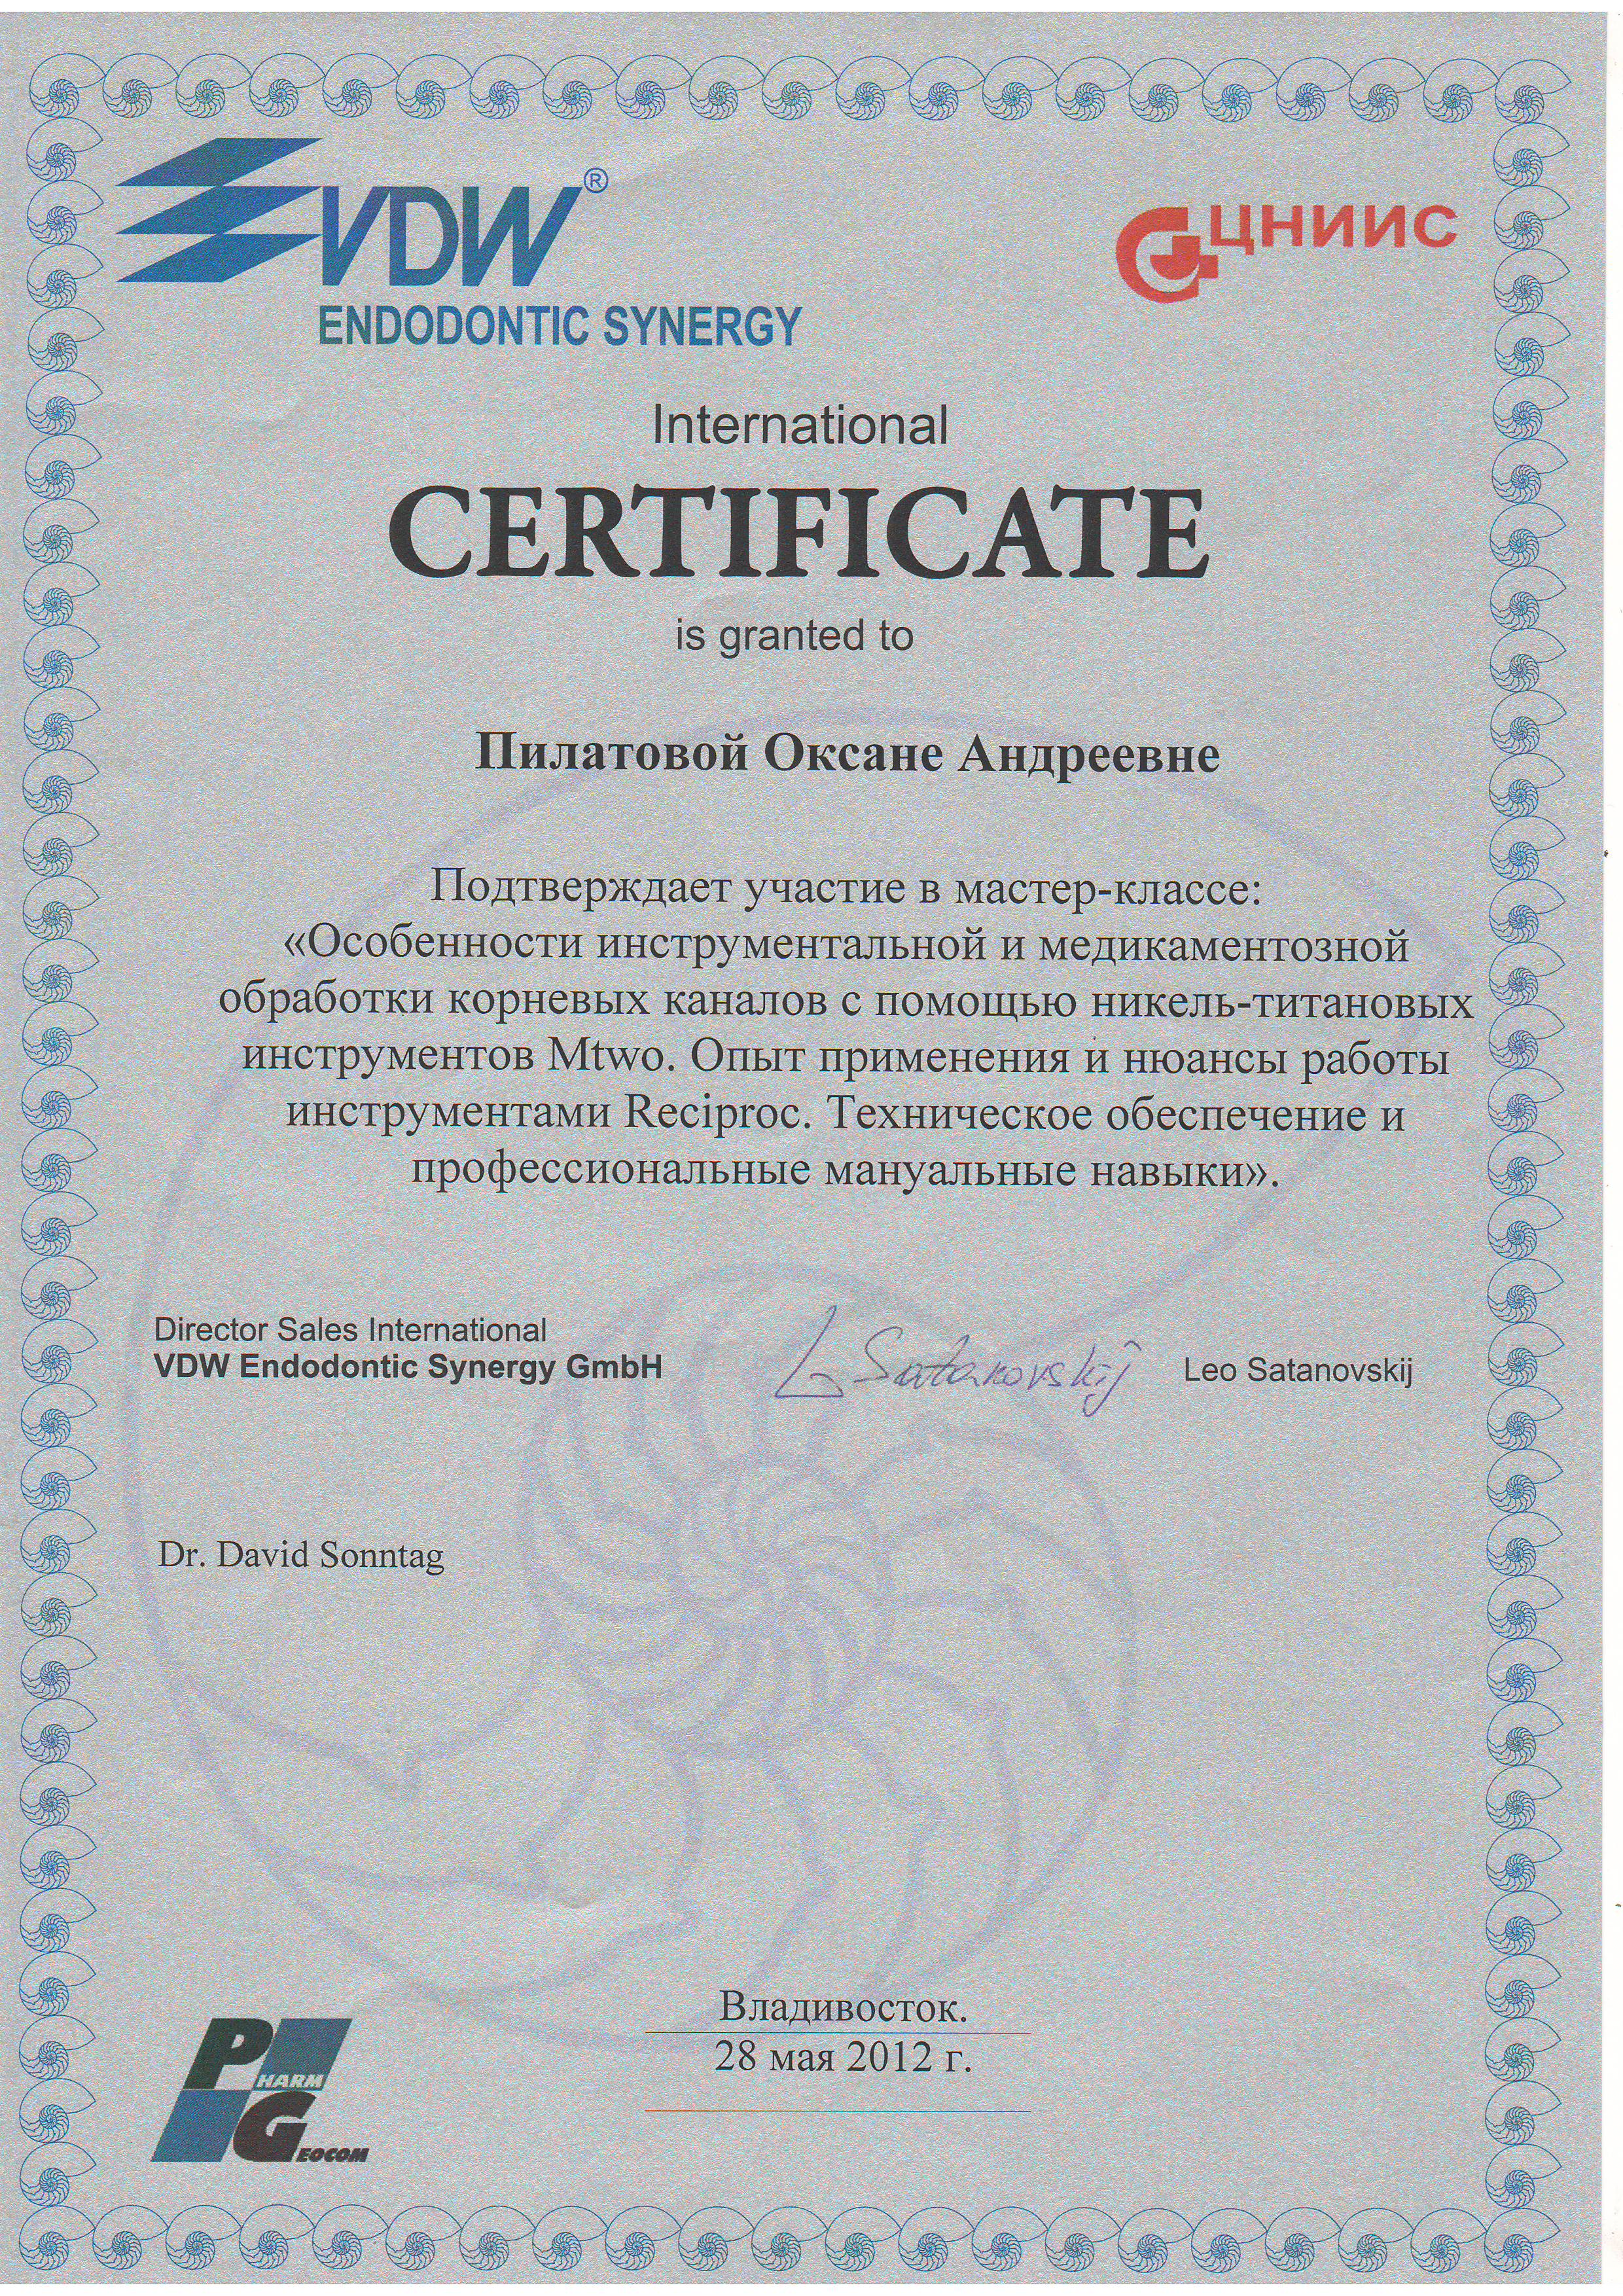 VDW®
ENDODONTIC SYNERGY
ЦНИИС
International
CERTIFICATE
is granted to
Пилатовой Оксане Андреевне
Подтверждает участие в мастер-классе:
«Особенности инструментальной и медикаментозной
обработки корневых каналов с помощью никель-титановых
инструментов Mtwo. Опыт применения и нюансы работы
инструментами Reciproc. Техническое обеспечение и
профессиональные мануальные навыки».
Director Sales International
VDW Endodontic Synergy GmbH
L Satanovskij
Leo Satanovskij
Dr. David Sonntag
Владивосток.
28 мая 2012 г.
PHARM
GEOCOM